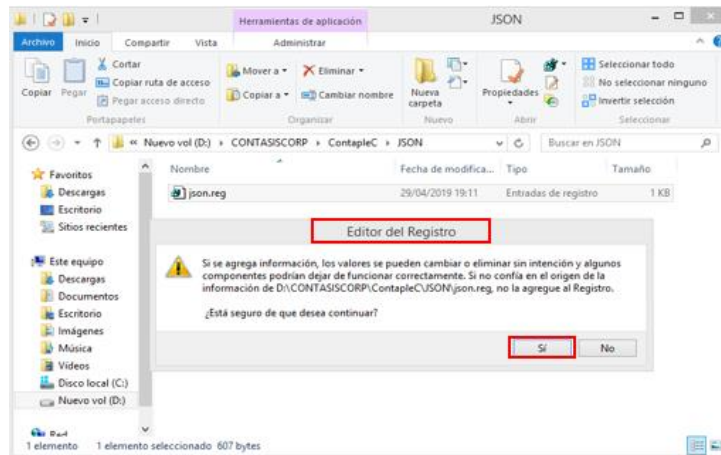 Herramientas de aplicación
JSON
Archivo Inicio Compartir Vista Administrar
Copiar
Pegar
Cortar
Copiar ruta de acceso
Pegar acceso directo
Mover a
Copiar a
Eliminar
Cambiar nombre
Nueva
carpeta
Propiedades
Seleccionar todo
No seleccionar ninguno
Invertir selección
Portapapeles Organizar Nuevo Abrir Seleccionar
« Nuevo vol (D:) CONTASISCORP ContapleC JSON
Buscar en JSON
Nombre Fecha de modifica... Tipo Tamaño
json.reg 29/04/2019 19:11 Entradas de registro 1 KB
Favoritos
Descargas
Escritorio
Sitios recientes
Este equipo
Descargas
Documentos
Escritorio
Imágenes
Música
Vídeos
Disco local (C:)
Nuevo vol (D:)
Red
Editor del Registro
Si se agrega información, los valores se pueden cambiar o eliminar sin intención y algunos
componentes podrían dejar de funcionar correctamente. Si no confía en el origen de la
información de D:\CONTASISCORP\ContapleC\JSON\json.reg, no la agregue al Registro.
¿Está seguro de que desea continuar?
Sí No
1 elemento 1 elemento seleccionado 607 bytes